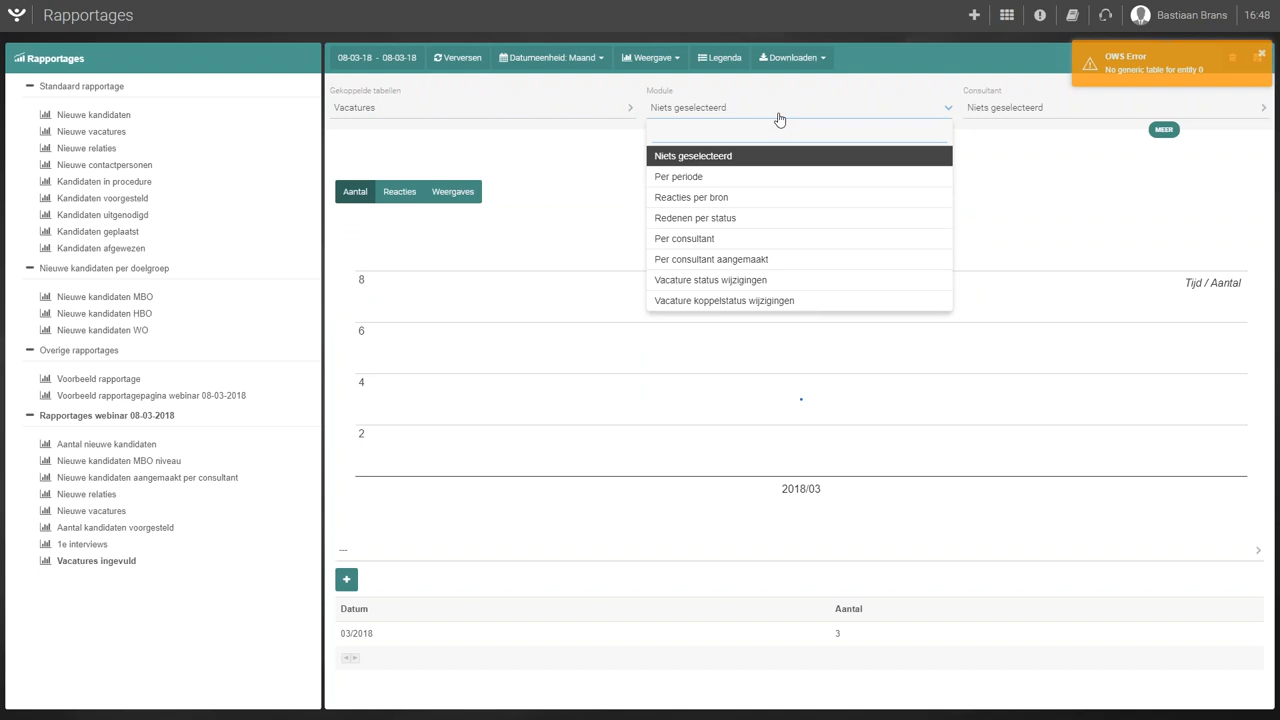 Rapportages
Bastiaan Brans
16:48
Rapportages
Standaard rapportage
Nieuwe kandidaten
Nieuwe vacatures
Nieuwe relaties
Nieuwe contactpersonen
Kandidaten in procedure
Kandidaten voorgesteld
Kandidaten uitgenodigd
Kandidaten geplaatst
Kandidaten afgewezen
Nieuwe kandidaten per doelgroep
Nieuwe kandidaten MBO
Nieuwe kandidaten HBO
Nieuwe kandidaten WO
Overige rapportages
Voorbeeld rapportage
Voorbeeld rapportagepagina webinar 08-03-2018
Rapportages webinar 08-03-2018
Aantal nieuwe kandidaten
Nieuwe kandidaten MBO niveau
Nieuwe kandidaten aangemaakt per consultant
Nieuwe relaties
Nieuwe vacatures
Aantal kandidaten voorgesteld
1e interviews
Vacatures ingevuld
08-03-18 - 08-03-18
Verversen
Datumeenheid: Maand
Weergave
Legenda
Downloaden
OWS Error
No generic table for entity 0
Gekoppelde tabellen
Vacatures
Module
Niets geselecteerd
Consultant
Niets geselecteerd
MEER
Niets geselecteerd
Per periode
Reacties per bron
Redenen per status
Per consultant
Per consultant aangemaakt
Vacature status wijzigingen
Vacature koppelstatus wijzigingen
Aantal
Reacties
Weergaves
Tijd / Aantal
8
6
4
2
2018/03
---
Datum
Aantal
03/2018
3